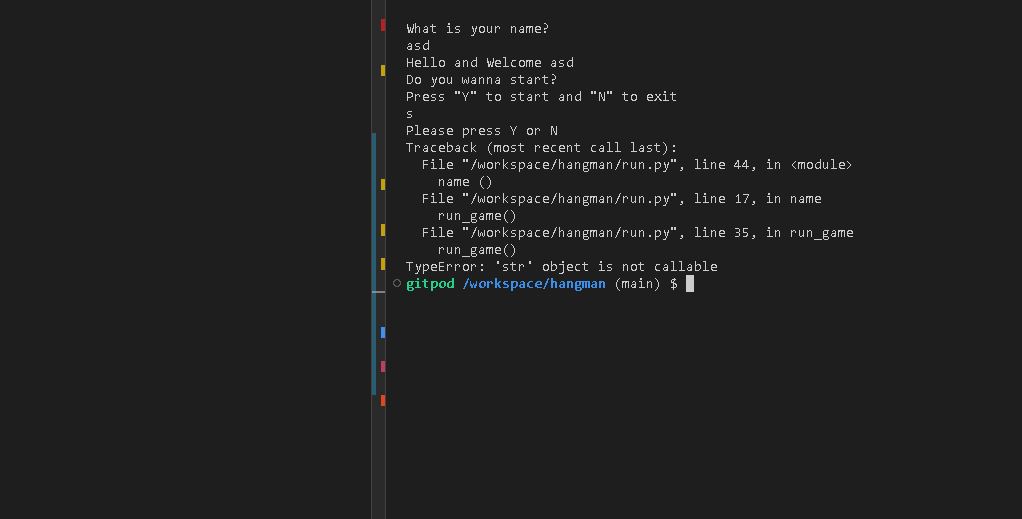 What is your name?
asd
Hello and Welcome asd
Do you wanna start?
Press "Y" to start and "N" to exit
s
Please press Y or N
Traceback (most recent call last):
  File "/workspace/hangman/run.py", line 44, in <module>
    name ()
  File "/workspace/hangman/run.py", line 17, in name
    run_game()
  File "/workspace/hangman/run.py", line 35, in run_game
    run_game()
TypeError: 'str' object is not callable
gitpod /workspace/hangman (main) $